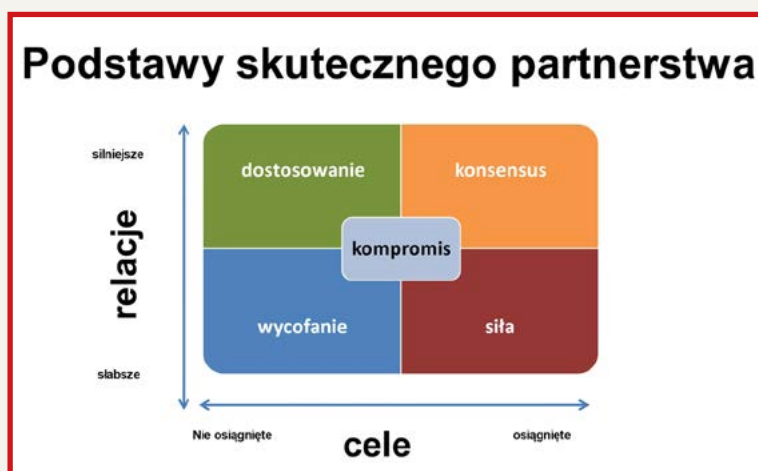 Podstawy skutecznego partnerstwa
silniejsze
dostosowanie
konsensus
relacje
kompromis
wycofanie
siła
słabsze
Nie osiągnięte
cele
osiągnięte